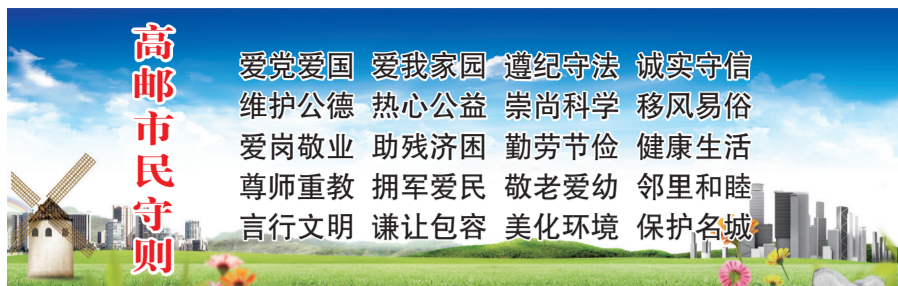 高邮市民守则
爱党爱国 爱我家园 遵纪守法 诚实守信
维护公德 热心公益 崇尚科学 移风易俗
爱岗敬业 助残济困 勤劳节俭 健康生活
尊师重教 拥军爱民 敬老爱幼 邻里和睦
言行文明 谦让包容 美化环境 保护名城